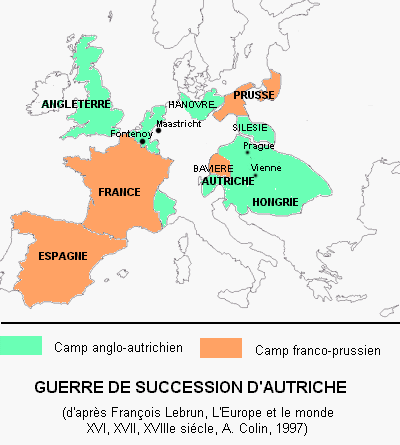 PRUSSE
ANGLETERRE
HANOVRE
Maastricht
Fontenoy
SILESIE
Prague
BAVIERE
Vienne
AUTRICHE
FRANCE
HONGRIE
ESPAGNE
Camp anglo-autrichien
Camp franco-prussien
GUERRE DE SUCCESSION D'AUTRICHE
(d'après François Lebrun, L'Europe et le monde
XVI, XVII, XVIIIe siécle, A. Colin, 1997)